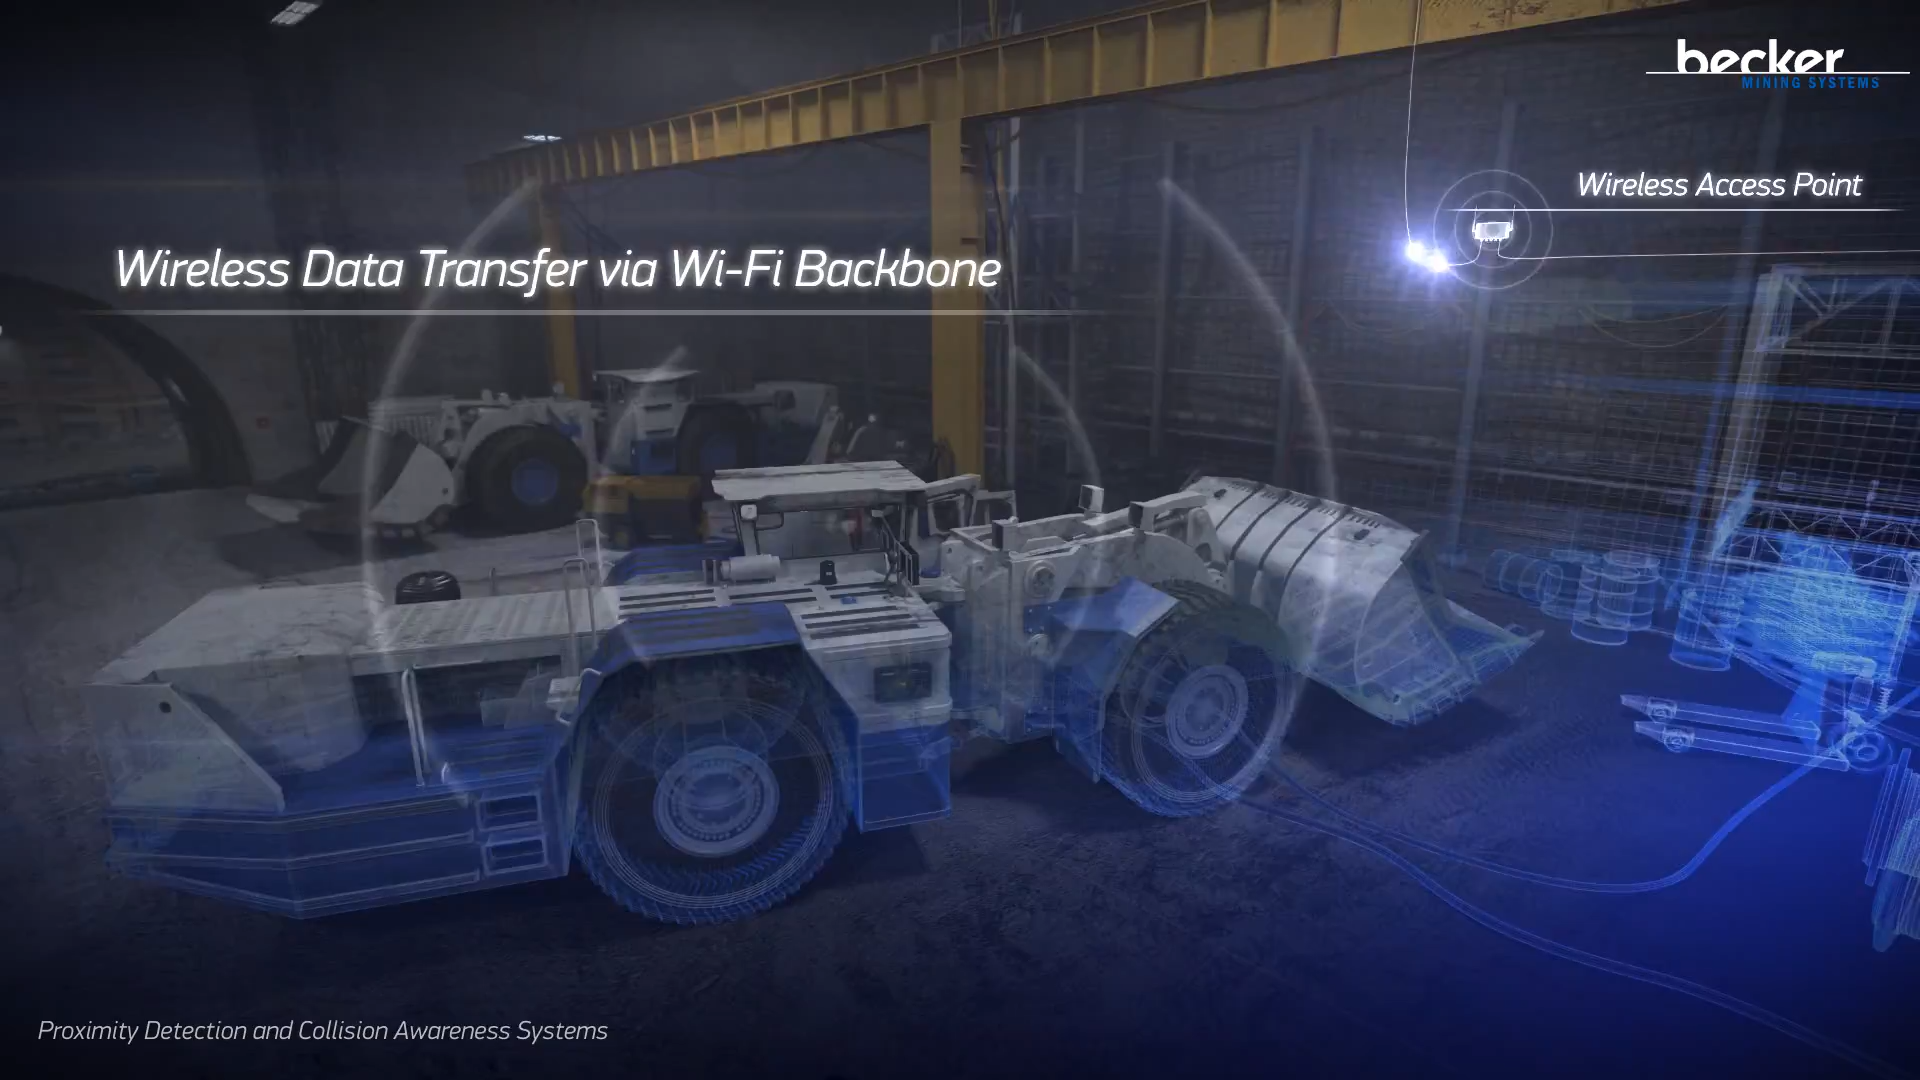 becker
MINING SYSTEMS
Wireless Access Point
Wireless Data Transfer via Wi-Fi Backbone
Proximity Detection and Collision Awareness Systems